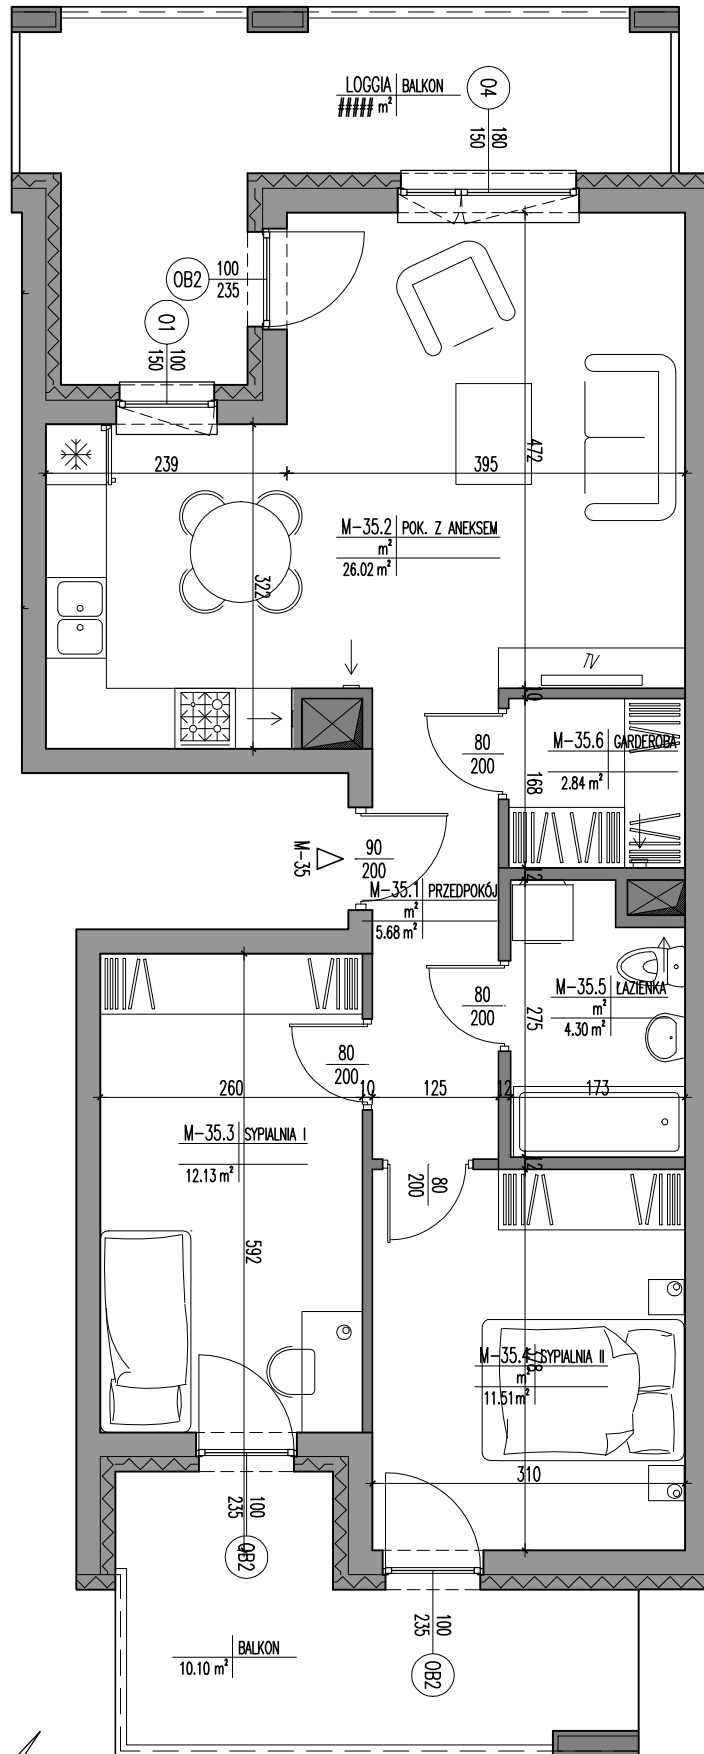 LOGGIA BALKON
##### m²
04
180
150
OB2
100
235
01
100
150
239
395
472
M-35.2 POK. Z ANEKSEM
m²
26.02 m²
322
TV
10
80
200
M-35.6 GARDEROBA
2.84 m²
168
M-35
90
200
12
M-35.1 PRZEDPOKÓJ
m²
5.68 m²
80
200
M-35.5 ŁAZIENKA
m²
4.30 m²
275
80
200
260
10
125
12
173
M-35.3 SYPIALNIA I
12.13 m²
12
80
200
592
M-35.4 SYPIALNIA II
m²
11.51 m²
378
310
100
235
OB2
100
235
OB2
BALKON
10.10 m²